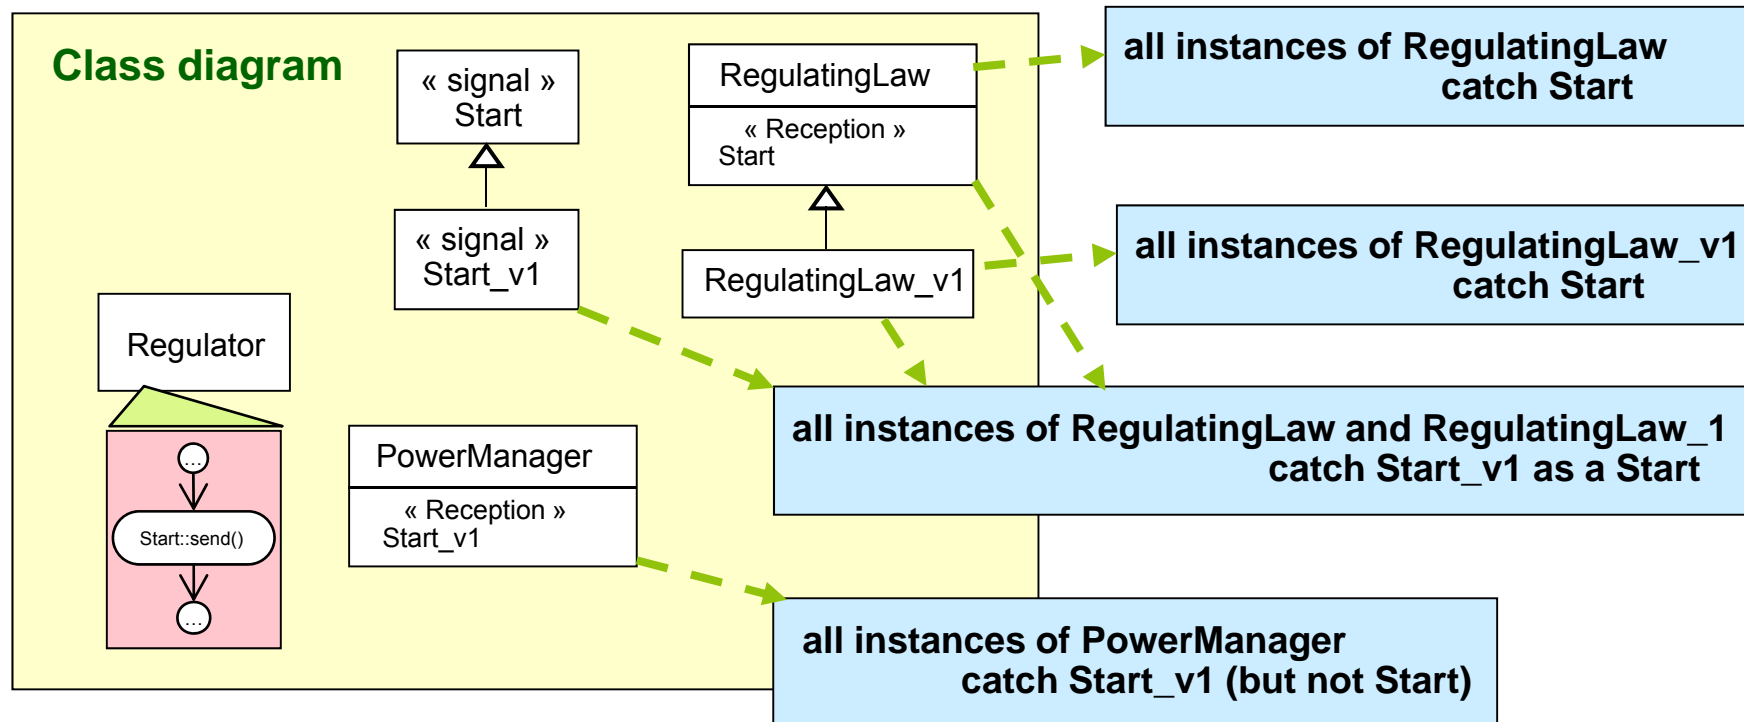 Class diagram
« signal »
Start
« signal »
Start_v1
RegulatingLaw
« Reception »
Start
RegulatingLaw_v1
Regulator
...
Start::send()
...
PowerManager
« Reception »
Start_v1
all instances of RegulatingLaw
catch Start
all instances of RegulatingLaw_v1
catch Start
all instances of RegulatingLaw and RegulatingLaw_1
catch Start_v1 as a Start
all instances of PowerManager
catch Start_v1 (but not Start)